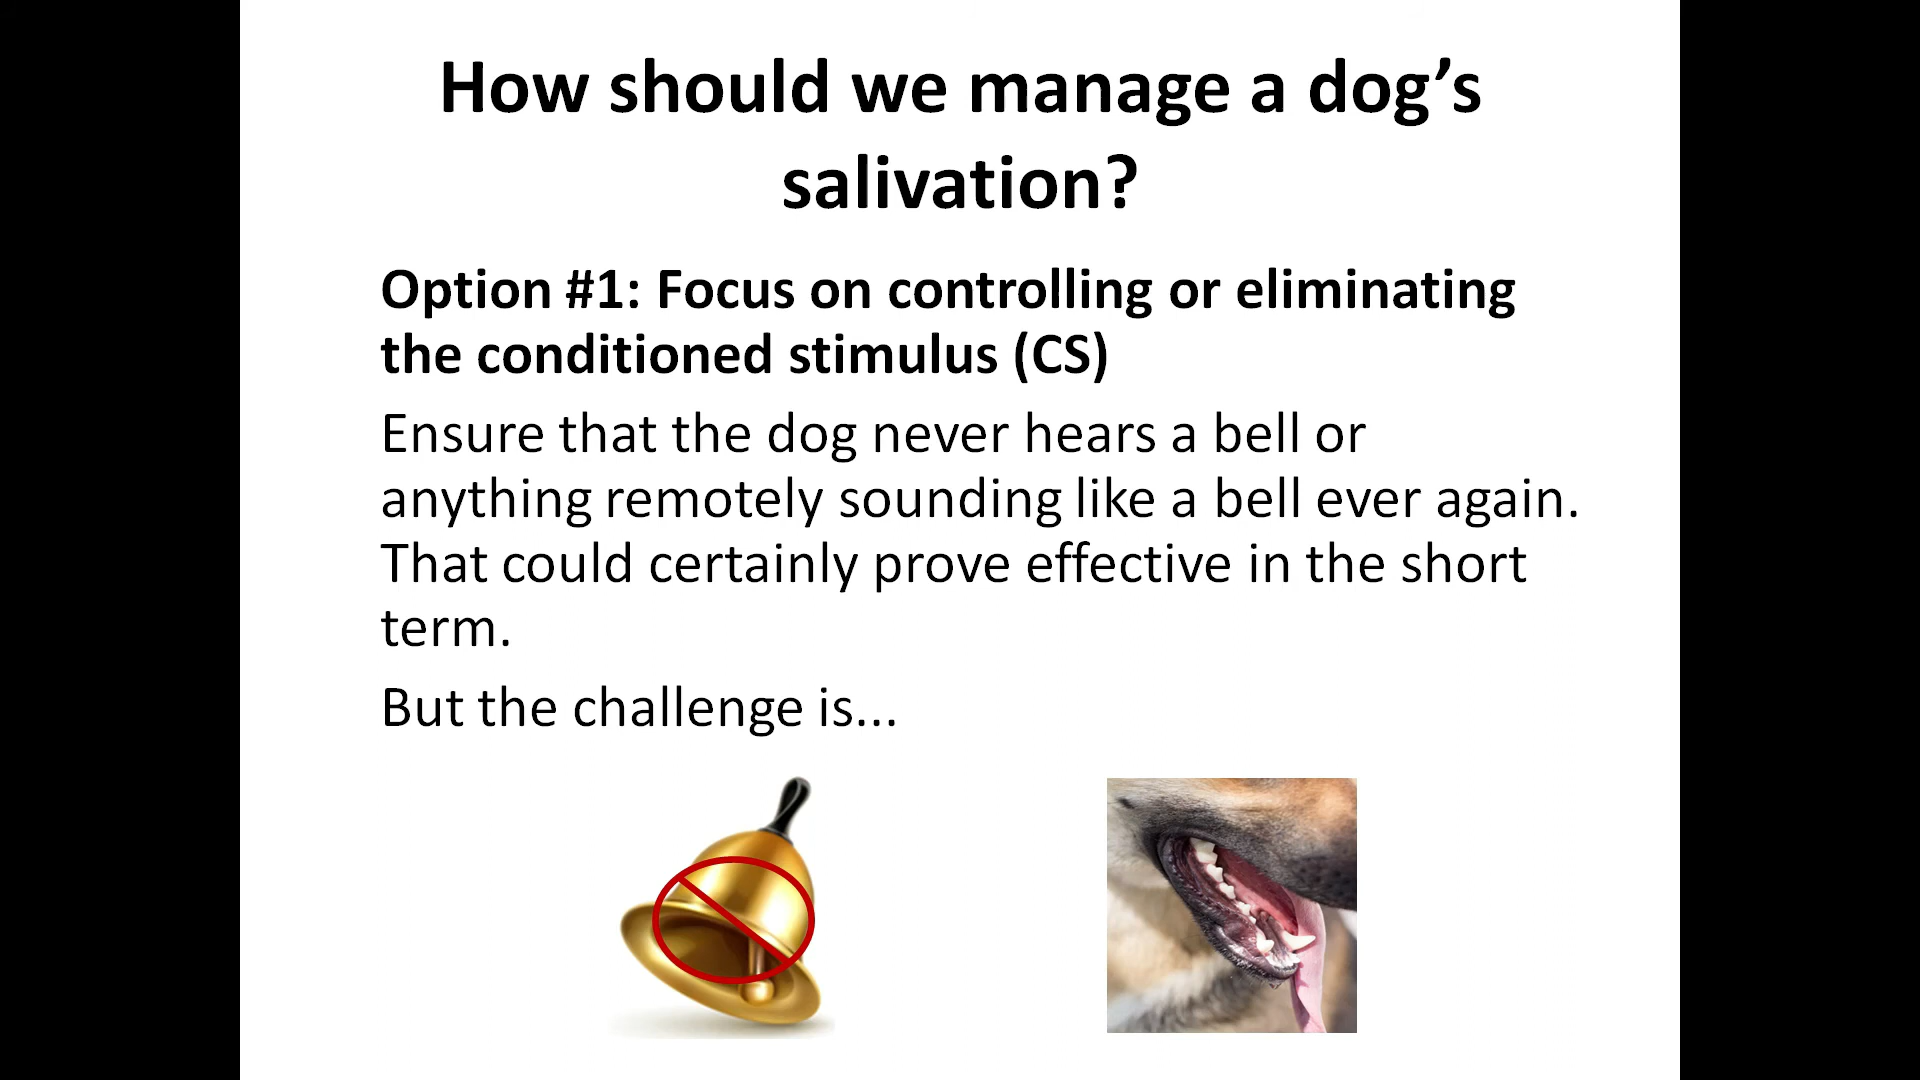 How should we manage a dog’s
salivation?
Option #1: Focus on controlling or eliminating
the conditioned stimulus (CS)
Ensure that the dog never hears a bell or
anything remotely sounding like a bell ever again.
That could certainly prove effective in the short
term.
But the challenge is...